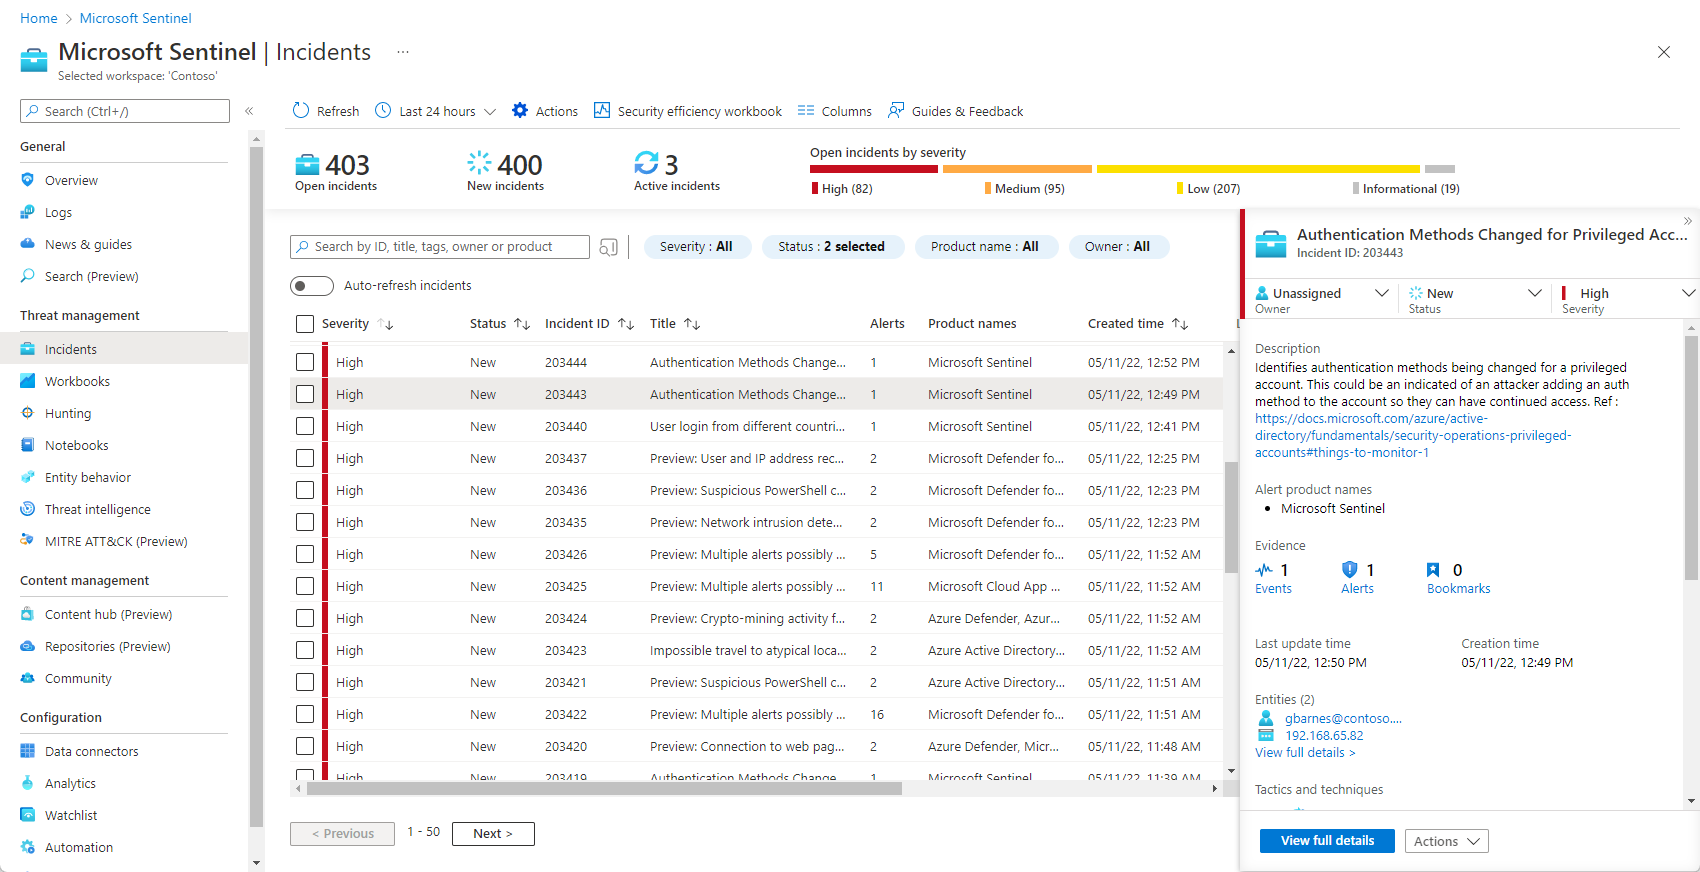 Home > Microsoft Sentinel
Microsoft Sentinel | Incidents ...
Selected workspace: 'Contoso'
Search (Ctrl+/) «
General
Overview
Logs
News & guides
Search (Preview)
Threat management
Incidents
Workbooks
Hunting
Notebooks
Entity behavior
Threat intelligence
MITRE ATT&CK (Preview)
Content management
Content hub (Preview)
Repositories (Preview)
Community
Configuration
Data connectors
Analytics
Watchlist
Automation
Refresh Last 24 hours Actions Security efficiency workbook Columns Guides & Feedback
403 400 3
Open incidents New incidents Active incidents
Open incidents by severity
High (82) Medium (95) Low (207) Informational (19)
Search by ID, title, tags, owner or product Severity : All Status : 2 selected Product name : All Owner : All
Auto-refresh incidents
Severity ↑↓ Status ↑↓ Incident ID ↑↓ Title ↑↓ Alerts Product names Created time ↑↓
High New 203444 Authentication Methods Change... 1 Microsoft Sentinel 05/11/22, 12:52 PM
High New 203443 Authentication Methods Change... 1 Microsoft Sentinel 05/11/22, 12:49 PM
High New 203440 User login from different countri... 1 Microsoft Sentinel 05/11/22, 12:41 PM
High New 203437 Preview: User and IP address rec... 2 Microsoft Defender fo... 05/11/22, 12:25 PM
High New 203436 Preview: Suspicious PowerShell c... 2 Microsoft Defender fo... 05/11/22, 12:23 PM
High New 203435 Preview: Network intrusion dete... 2 Microsoft Defender fo... 05/11/22, 12:23 PM
High New 203426 Preview: Multiple alerts possibly ... 5 Microsoft Defender fo... 05/11/22, 11:52 AM
High New 203425 Preview: Multiple alerts possibly ... 11 Microsoft Cloud App ... 05/11/22, 11:52 AM
High New 203424 Preview: Crypto-mining activity f... 2 Azure Defender, Azur... 05/11/22, 11:52 AM
High New 203423 Impossible travel to atypical loca... 2 Azure Active Directory... 05/11/22, 11:52 AM
High New 203421 Preview: Suspicious PowerShell c... 2 Azure Active Directory... 05/11/22, 11:51 AM
High New 203422 Preview: Multiple alerts possibly ... 16 Microsoft Defender fo... 05/11/22, 11:51 AM
High New 203420 Preview: Connection to web pag... 2 Azure Defender, Micr... 05/11/22, 11:48 AM
High New 203419 Authentication Methods Change... 1 Microsoft Sentinel 05/11/22, 11:39 AM
< Previous 1 - 50 Next >
»
Authentication Methods Changed for Privileged Acc...
Incident ID: 203443
Unassigned New High
Owner Status Severity
Description
Identifies authentication methods being changed for a privileged
account. This could be an indicated of an attacker adding an auth
method to the account so they can have continued access. Ref :
https://docs.microsoft.com/azure/active-
directory/fundamentals/security-operations-privileged-
accounts#things-to-monitor-1
Alert product names
• Microsoft Sentinel
Evidence
1 1 0
Events Alerts Bookmarks
Last update time Creation time
05/11/22, 12:50 PM 05/11/22, 12:49 PM
Entities (2)
gbarnes@contoso....
192.168.65.82
View full details >
Tactics and techniques
View full details Actions